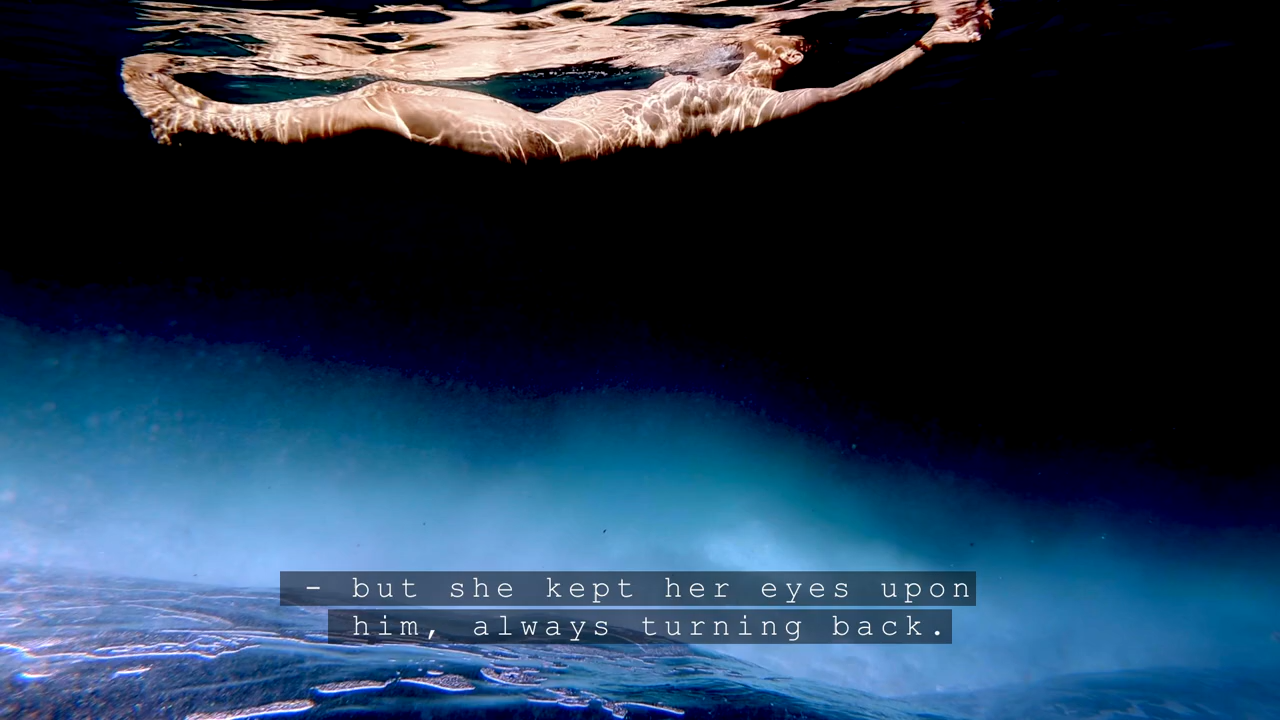 - but she kept her eyes upon
him, always turning back.